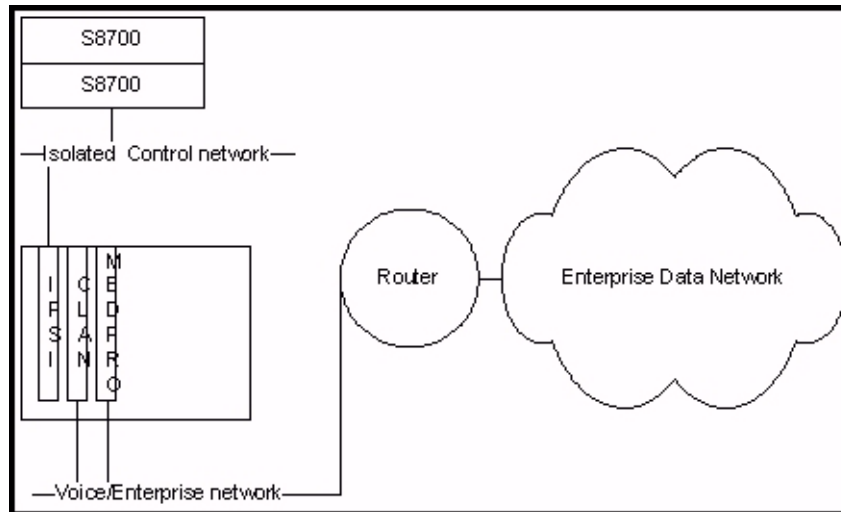 S8700
S8700
Isolated Control network
IPSI
CLAN
MEDPRO
Router
Enterprise Data Network
Voice/Enterprise network